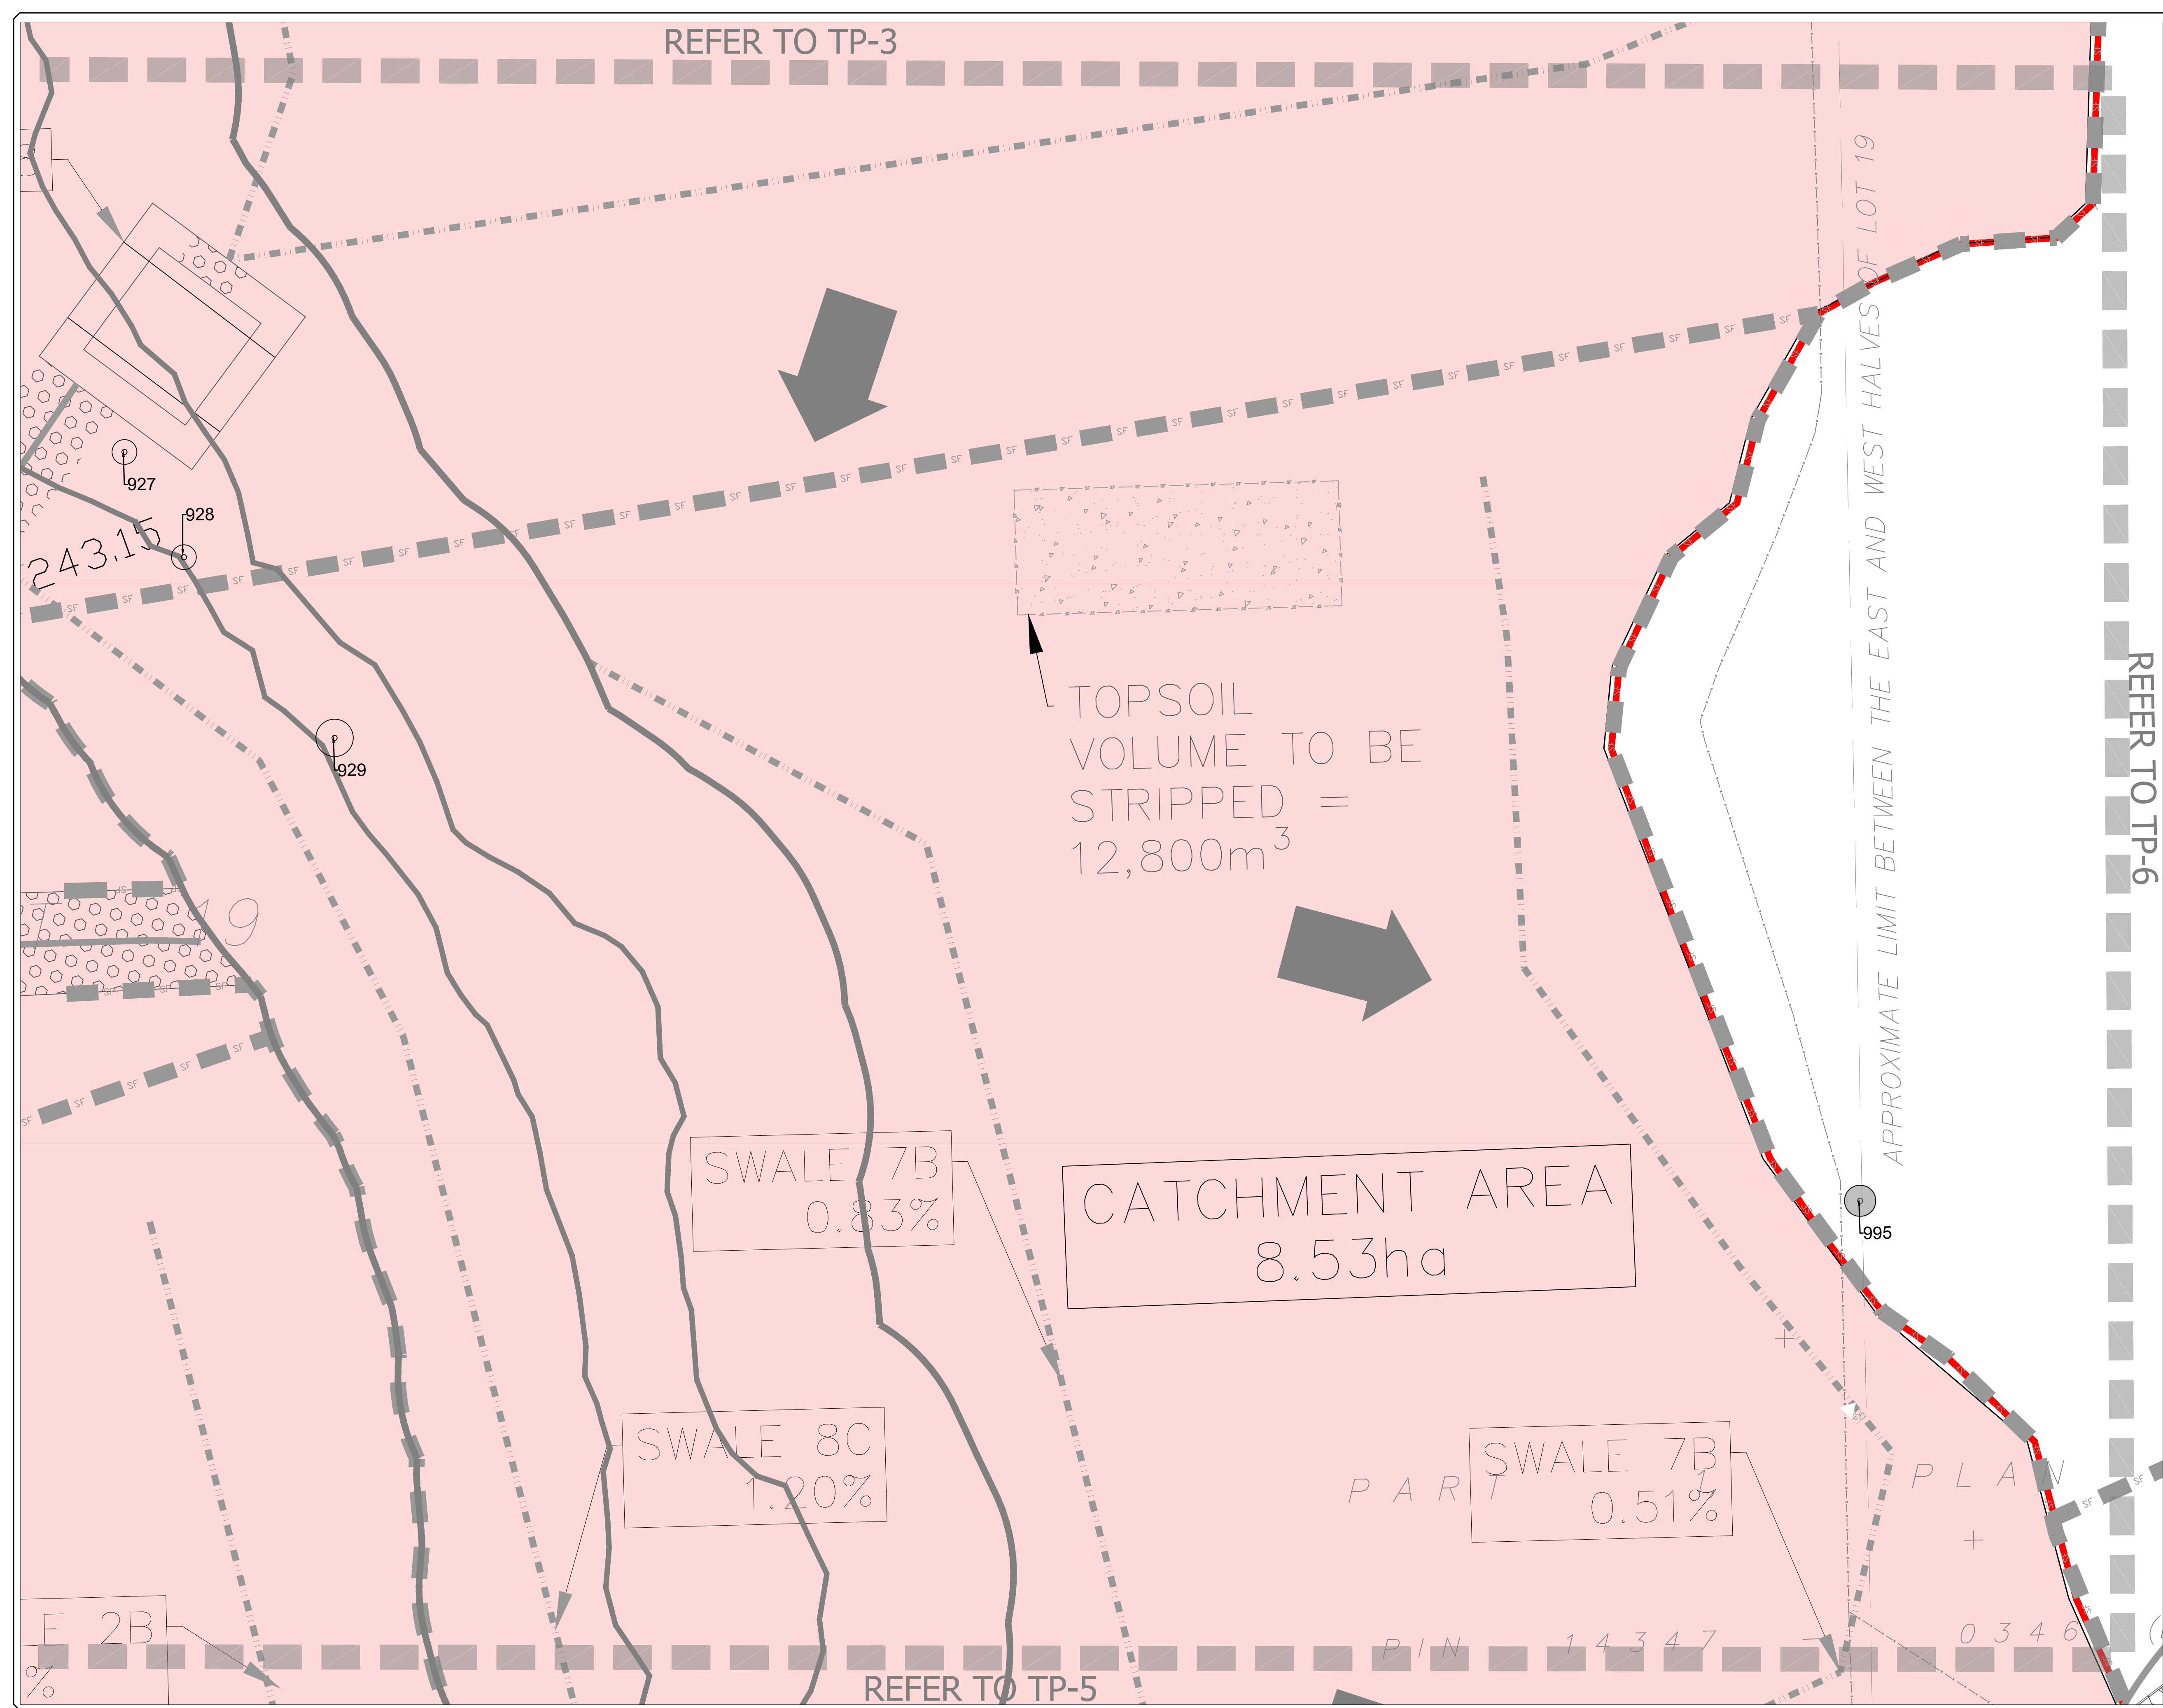 REFER TO TP-3
APPROXIMATE LIMIT BETWEEN THE EAST AND WEST HALVES OF LOT 19
REFER TO TP-6
927
928
243.15
929
19
TOPSOIL
VOLUME TO BE
STRIPPED =
12,800m³
SWALE 7B
0.83%
CATCHMENT AREA
8.53ha
995
SWALE 8C
1.20%
SWALE 7B
0.51%
PART 1
PLAN
E 2B
%
PIN 14347 - 0346 (
REFER TO TP-5
SF